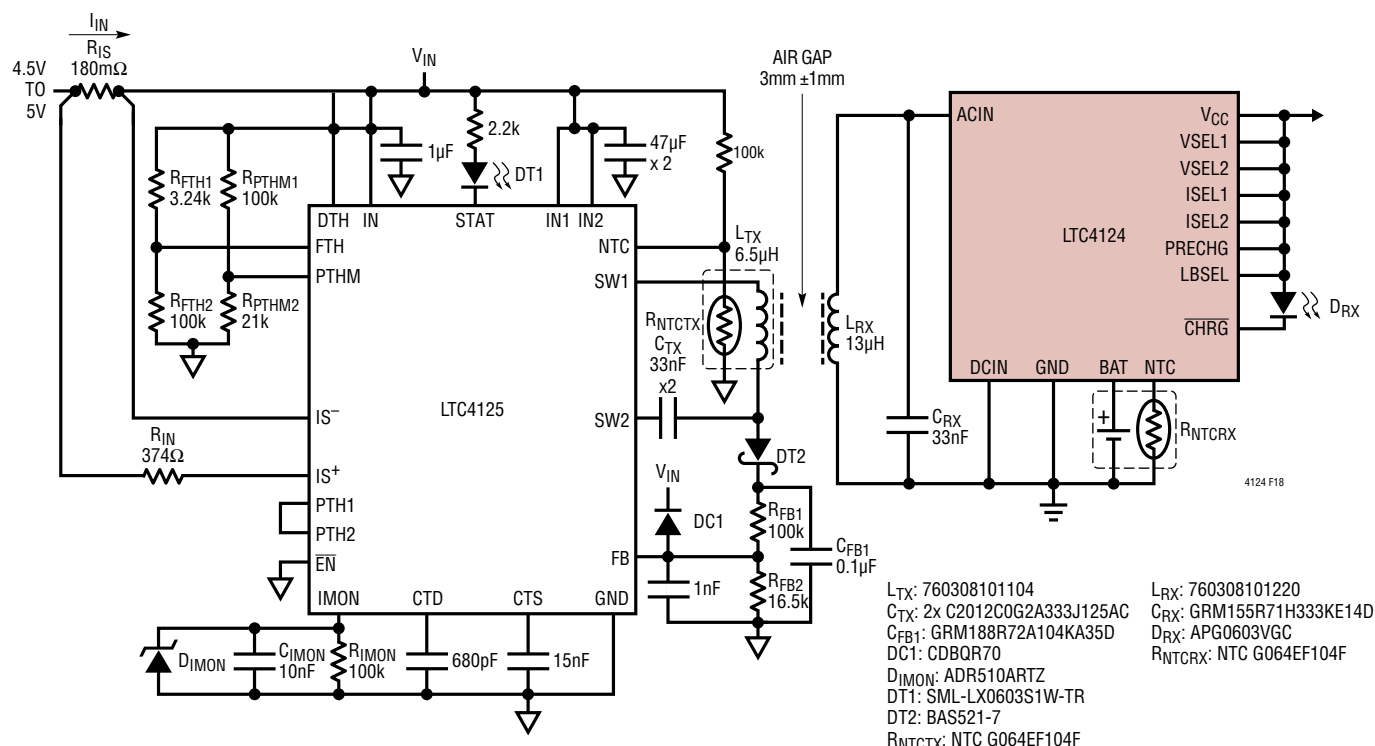 I_IN
R_IS
180mΩ
4.5V
TO
5V
V_IN
AIR GAP
3mm ±1mm
2.2k
1µF
DT1
47µF
x 2
100k
R_FTH1
3.24k
R_PTHM1
100k
DTH
IN
STAT
IN1
IN2
FTH
PTHM
NTC
SW1
L_TX
6.5µH
R_FTH2
100k
R_PTHM2
21k
R_NTCTX
C_TX
33nF
x2
L_RX
13µH
ACIN
V_CC
VSEL1
VSEL2
ISEL1
ISEL2
PRECHG
LBSEL
CHRG
LTC4124
D_RX
DCIN
GND
BAT
NTC
+
C_RX
33nF
R_NTCRX
4124 F18
LTC4125
IS–
SW2
R_IN
374Ω
IS+
PTH1
PTH2
EN
DT2
V_IN
DC1
R_FB1
100k
FB
C_FB1
0.1µF
1nF
R_FB2
16.5k
IMON
CTD
CTS
GND
D_IMON
C_IMON
10nF
R_IMON
100k
680pF
15nF
L_TX: 760308101104
C_TX: 2x C2012C0G2A333J125AC
C_FB1: GRM188R72A104KA35D
DC1: CDBQR70
D_IMON: ADR510ARTZ
DT1: SML-LX0603S1W-TR
DT2: BAS521-7
R_NTCTX: NTC G064EF104F
L_RX: 760308101220
C_RX: GRM155R71H333KE14D
D_RX: APG0603VGC
R_NTCRX: NTC G064EF104F